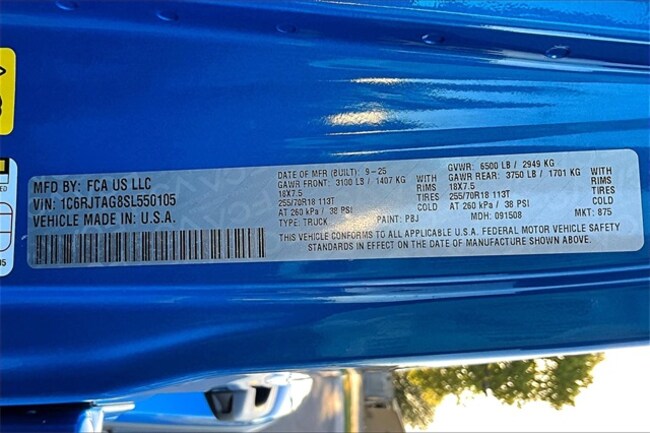 MFD BY: FCA US LLC
VIN: 1C6RJTAG8SL550105
VEHICLE MADE IN: U.S.A.
DATE OF MFR (BUILT): 9-25
GAWR FRONT: 3100 LB / 1407 KG WITH
18X7.5 RIMS
255/70R18 113T TIRES
AT 260 kPa / 38 PSI COLD
TYPE: TRUCK PAINT: PBJ
GVWR: 6500 LB / 2949 KG
GAWR REAR: 3750 LB / 1701 KG WITH
18X7.5 RIMS
255/70R18 113T TIRES
AT 260 kPa / 38 PSI COLD
MDH: 091508 MKT: 875
THIS VEHICLE CONFORMS TO ALL APPLICABLE U.S.A. FEDERAL MOTOR VEHICLE SAFETY
STANDARDS IN EFFECT ON THE DATE OF MANUFACTURE SHOWN ABOVE.